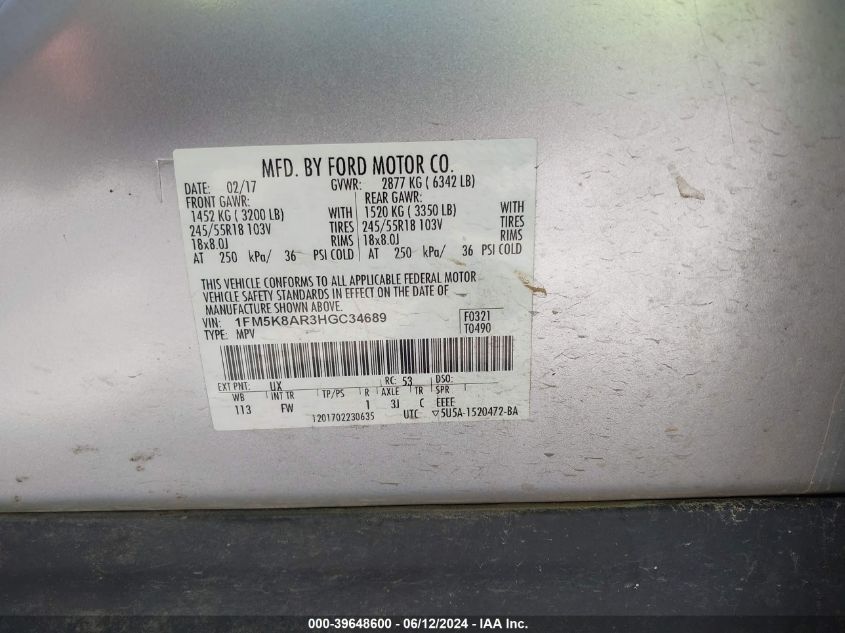 MFD. BY FORD MOTOR CO.
DATE: 02/17 GVWR: 2877 KG ( 6342 LB)
FRONT GAWR: REAR GAWR:
1452 KG ( 3200 LB) WITH 1520 KG ( 3350 LB) WITH
245/55R18 103V TIRES 245/55R18 103V TIRES
18x8.0J RIMS 18x8.0J RIMS
AT 250 kPa/ 36 PSI COLD AT 250 kPa/ 36 PSI COLD
THIS VEHICLE CONFORMS TO ALL APPLICABLE FEDERAL MOTOR
VEHICLE SAFETY STANDARDS IN EFFECT ON THE DATE OF
MANUFACTURE SHOWN ABOVE.
VIN: 1FM5K8AR3HGC34689 F0321
TYPE: MPV T0490
EXT PNT: UX RC: 53 DSO:
WB INT TR TP/PS R AXLE TR SPR
113 FW 1 3J C EEEE
1201702230635 UTC ▽5U5A-1520472-BA
000-39648600 - 06/12/2024 - IAA Inc.